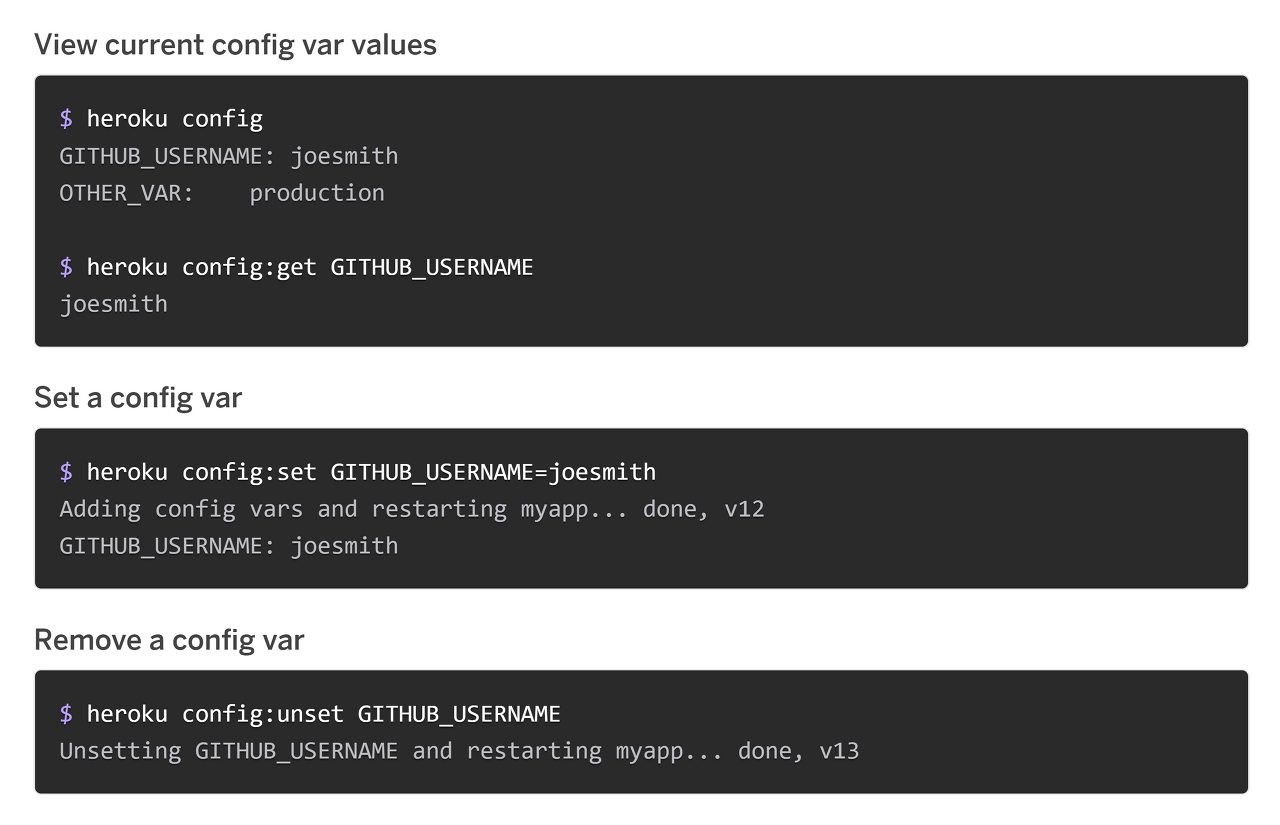 View current config var values
$ heroku config
GITHUB_USERNAME: joesmith
OTHER_VAR:    production
$ heroku config:get GITHUB_USERNAME
joesmith
Set a config var
$ heroku config:set GITHUB_USERNAME=joesmith
Adding config vars and restarting myapp... done, v12
GITHUB_USERNAME: joesmith
Remove a config var
$ heroku config:unset GITHUB_USERNAME
Unsetting GITHUB_USERNAME and restarting myapp... done, v13